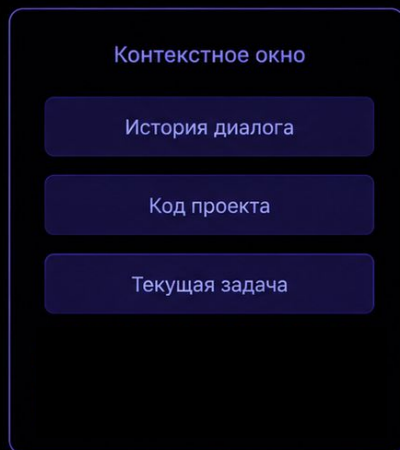 Контекстное окно
История диалога
Код проекта
Текущая задача